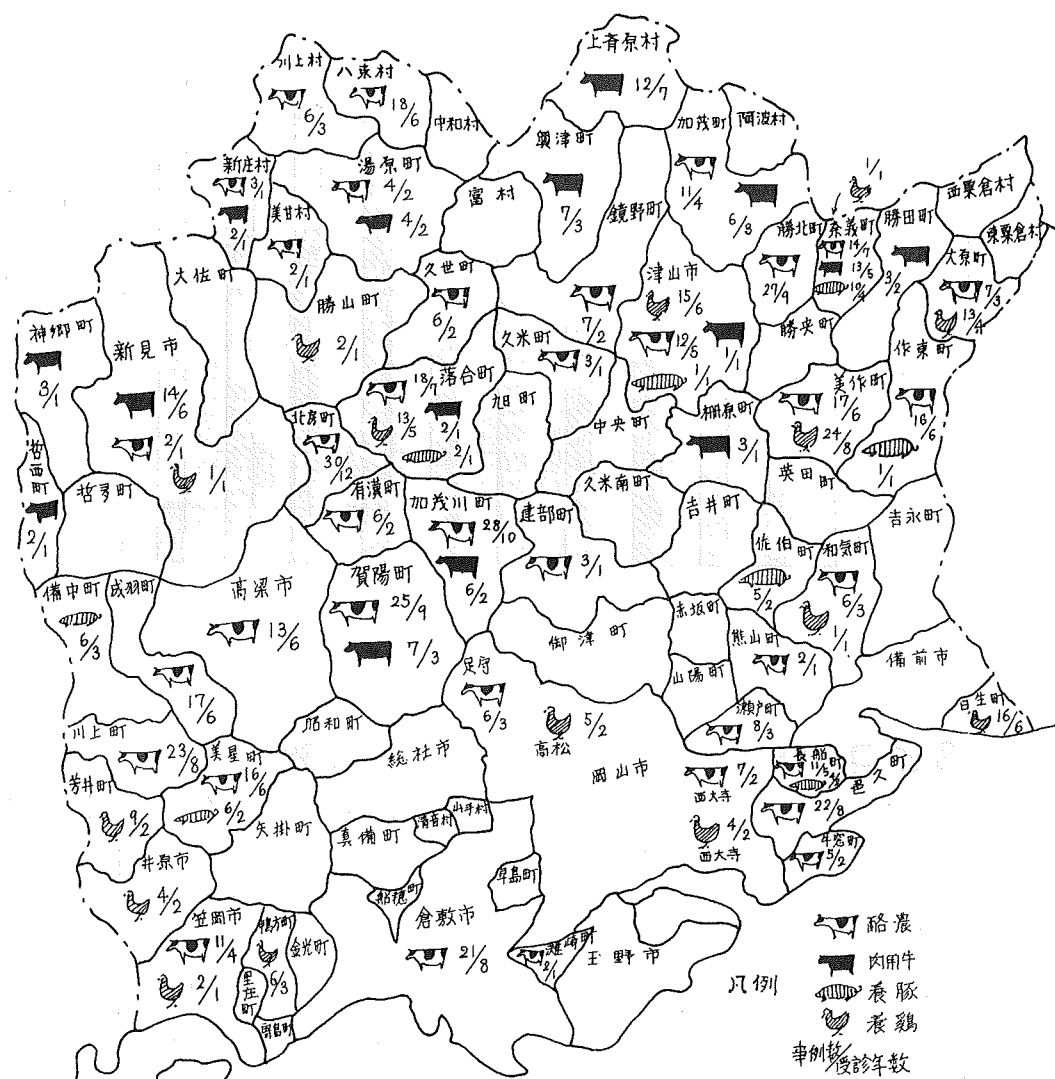 上斎原村
12/7
川上村
6/3
八束村
18/6
中和村
奥津町
7/3
加茂町
11/4
6/3
阿波村
新庄村
3/1
2/1
湯原町
4/2
4/2
美甘村
2/1
富村
鏡野町
7/2
1/1
西粟倉村
東粟倉村
勝北町
27/9
奈義町
14/7
13/5
10/4
勝田町
3/2
大原町
7/3
13/4
大佐町
勝山町
2/1
久世町
6/2
津山市
15/6
12/5
1/1
1/1
勝央町
作東町
16/6
1/1
神郷町
3/1
新見市
14/6
2/1
1/1
久米町
3/1
落合町
18/7
13/5
2/1
2/1
旭町
中央町
柵原町
3/1
美作町
17/6
24/8
英田町
北房町
30/12
哲西町
2/1
哲多町
有漢町
6/2
加茂川町
28/10
6/2
建部町
3/1
久米南町
吉井町
佐伯町
5/2
和気町
6/3
1/1
吉永町
備中町
6/3
成羽町
17/6
高梁市
13/6
賀陽町
25/9
7/3
御津町
赤坂町
山陽町
熊山町
2/1
備前市
日生町
16/6
足守
6/3
高松
5/2
瀬戸町
8/3
川上町
23/8
美星町
16/6
6/2
昭和町
総社市
岡山市
7/2
西大寺
4/2
西大寺
長船町
11/5
邑久町
22/8
牛窓町
5/2
芳井町
9/2
矢掛町
真備町
清音村
山手村
井原市
4/2
船穂町
早島町
笠岡市
11/4
2/1
鴨方町
6/3
金光町
里庄町
寄島町
倉敷市
21/8
灘崎町
2/1
玉野市
凡例
酪農
肉用牛
養豚
養鶏
事例数/受診年数